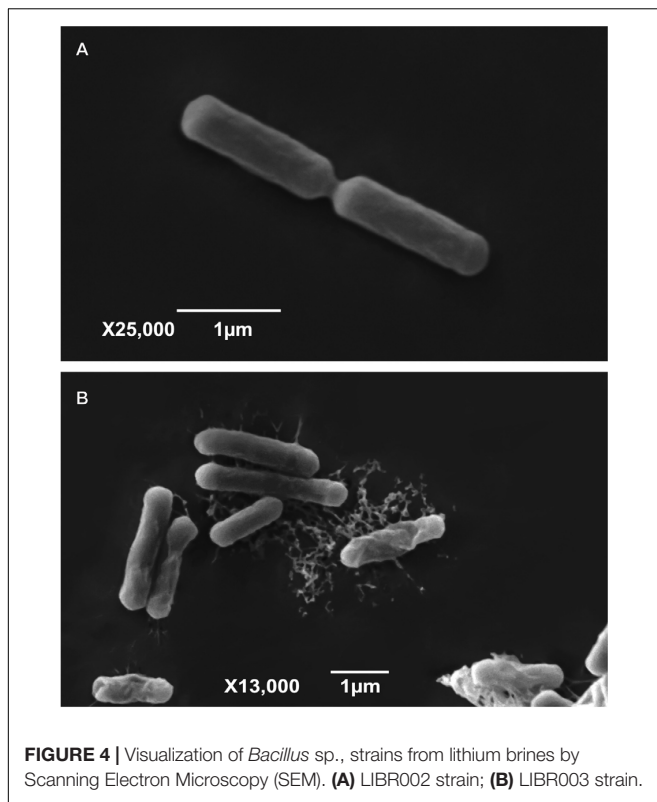 A
X25,000 1µm
B
X13,000 1µm
FIGURE 4 | Visualization of Bacillus sp., strains from lithium brines by
Scanning Electron Microscopy (SEM). (A) LIBR002 strain; (B) LIBR003 strain.